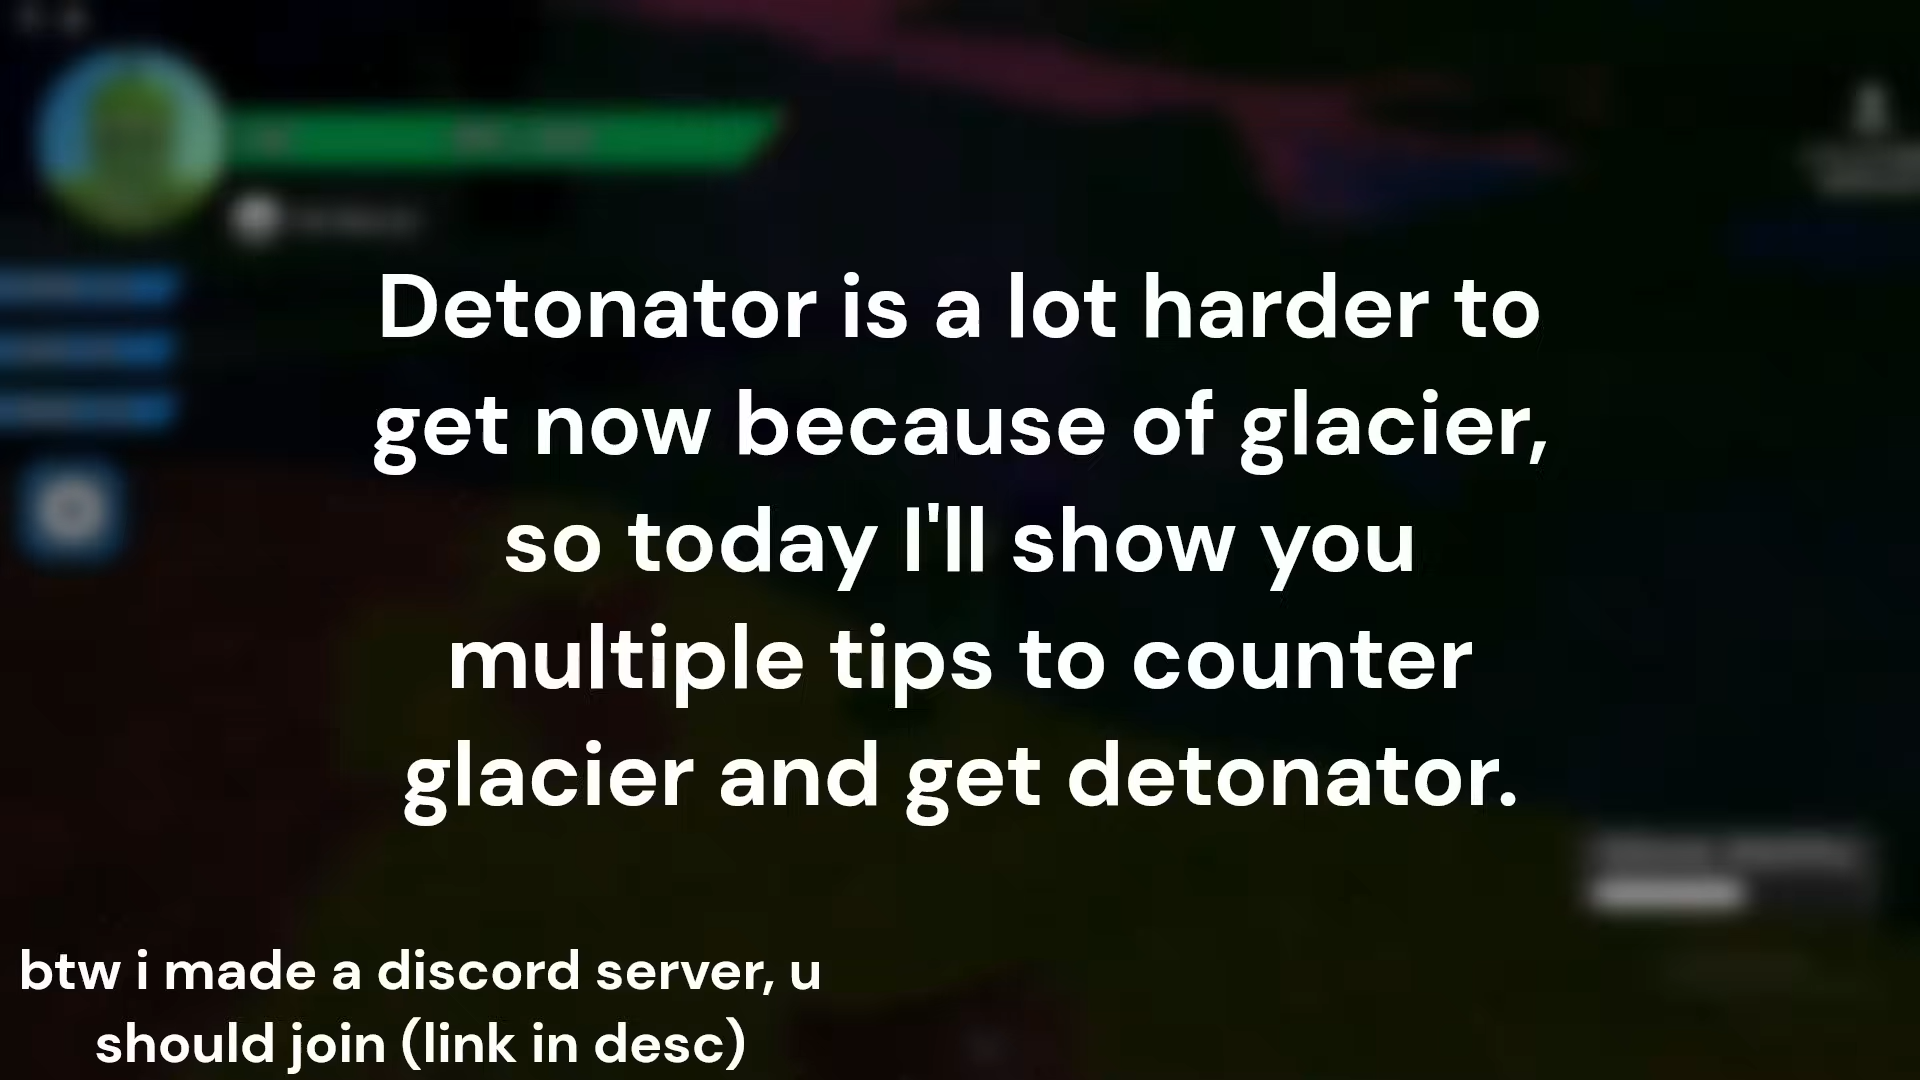 Detonator is a lot harder to
get now because of glacier,
so today I'll show you
multiple tips to counter
glacier and get detonator.
btw i made a discord server, u
should join (link in desc)